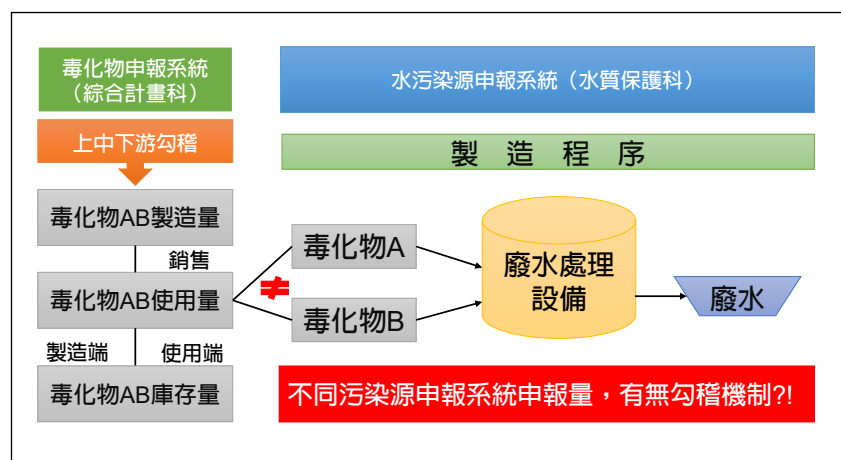 毒化物申報系統
（綜合計畫科）
水污染源申報系統（水質保護科）
上中下游勾稽
製造程序
毒化物AB製造量
銷售
毒化物AB使用量
製造端
使用端
毒化物AB庫存量
≠
毒化物A
毒化物B
廢水處理
設備
廢水
不同污染源申報系統申報量，有無勾稽機制?!